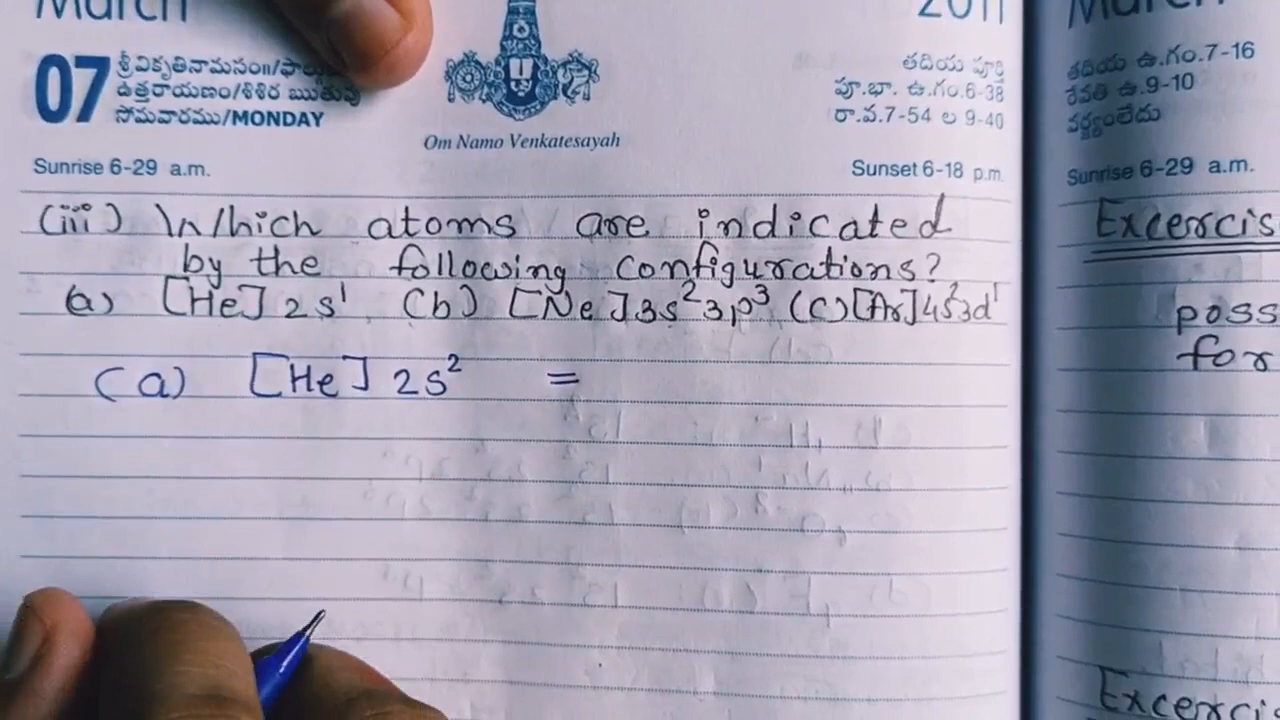 March
2011
March
07
శ్రీవికృతినామసం॥/
ఉత్తరాయణం/శిశిర ఋతువు
సోమవారము/MONDAY
Om Namo Venkatesayah
తదియ పూర్తి
పూ.భా. ఉ.గం.6-38
రా.వ.7-54 ల 9-40
తదియ ఉ.గం.7-16
రేవతి ఉ.9-10
వర్జ్యంలేదు
Sunrise 6-29 a.m.
Sunset 6-18 p.m.
Sunrise 6-29 a.m.
(iii) Which atoms are indicated
by the following configurations?
(a) [He] 2s¹ (b) [Ne] 3s² 3p³ (c) [Ar] 4s² 3d¹
(a) [He] 2s² =
Excercis
poss
for
Excercis